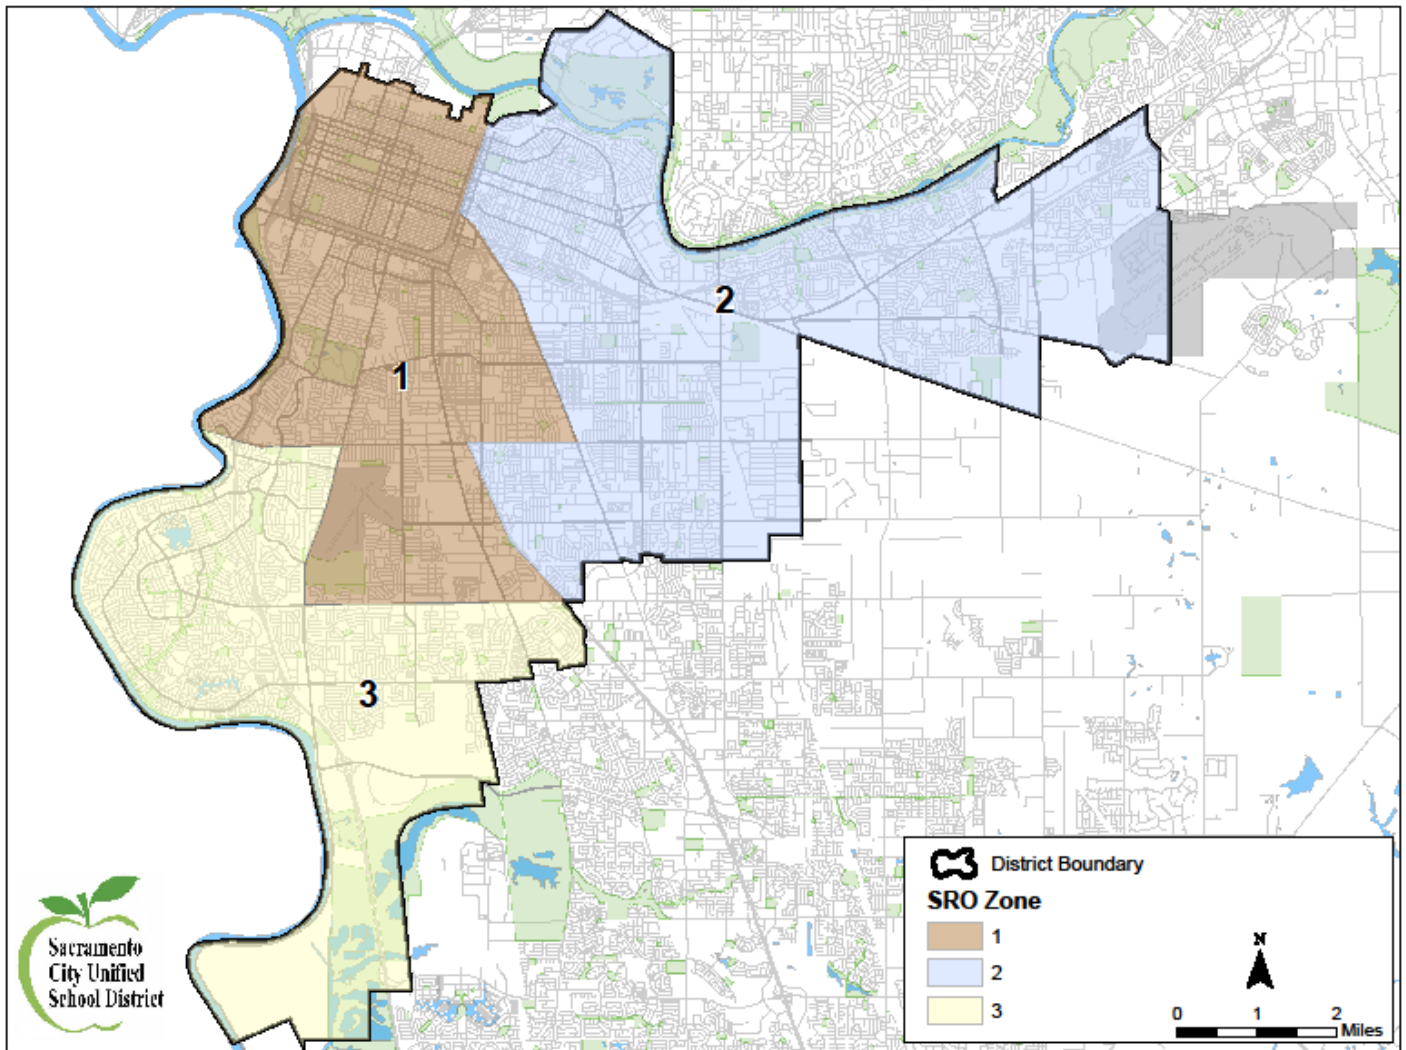 2
1
3
Sacramento
City Unified
School District
District Boundary
SRO Zone
1
2
3
N
0 1 2
Miles